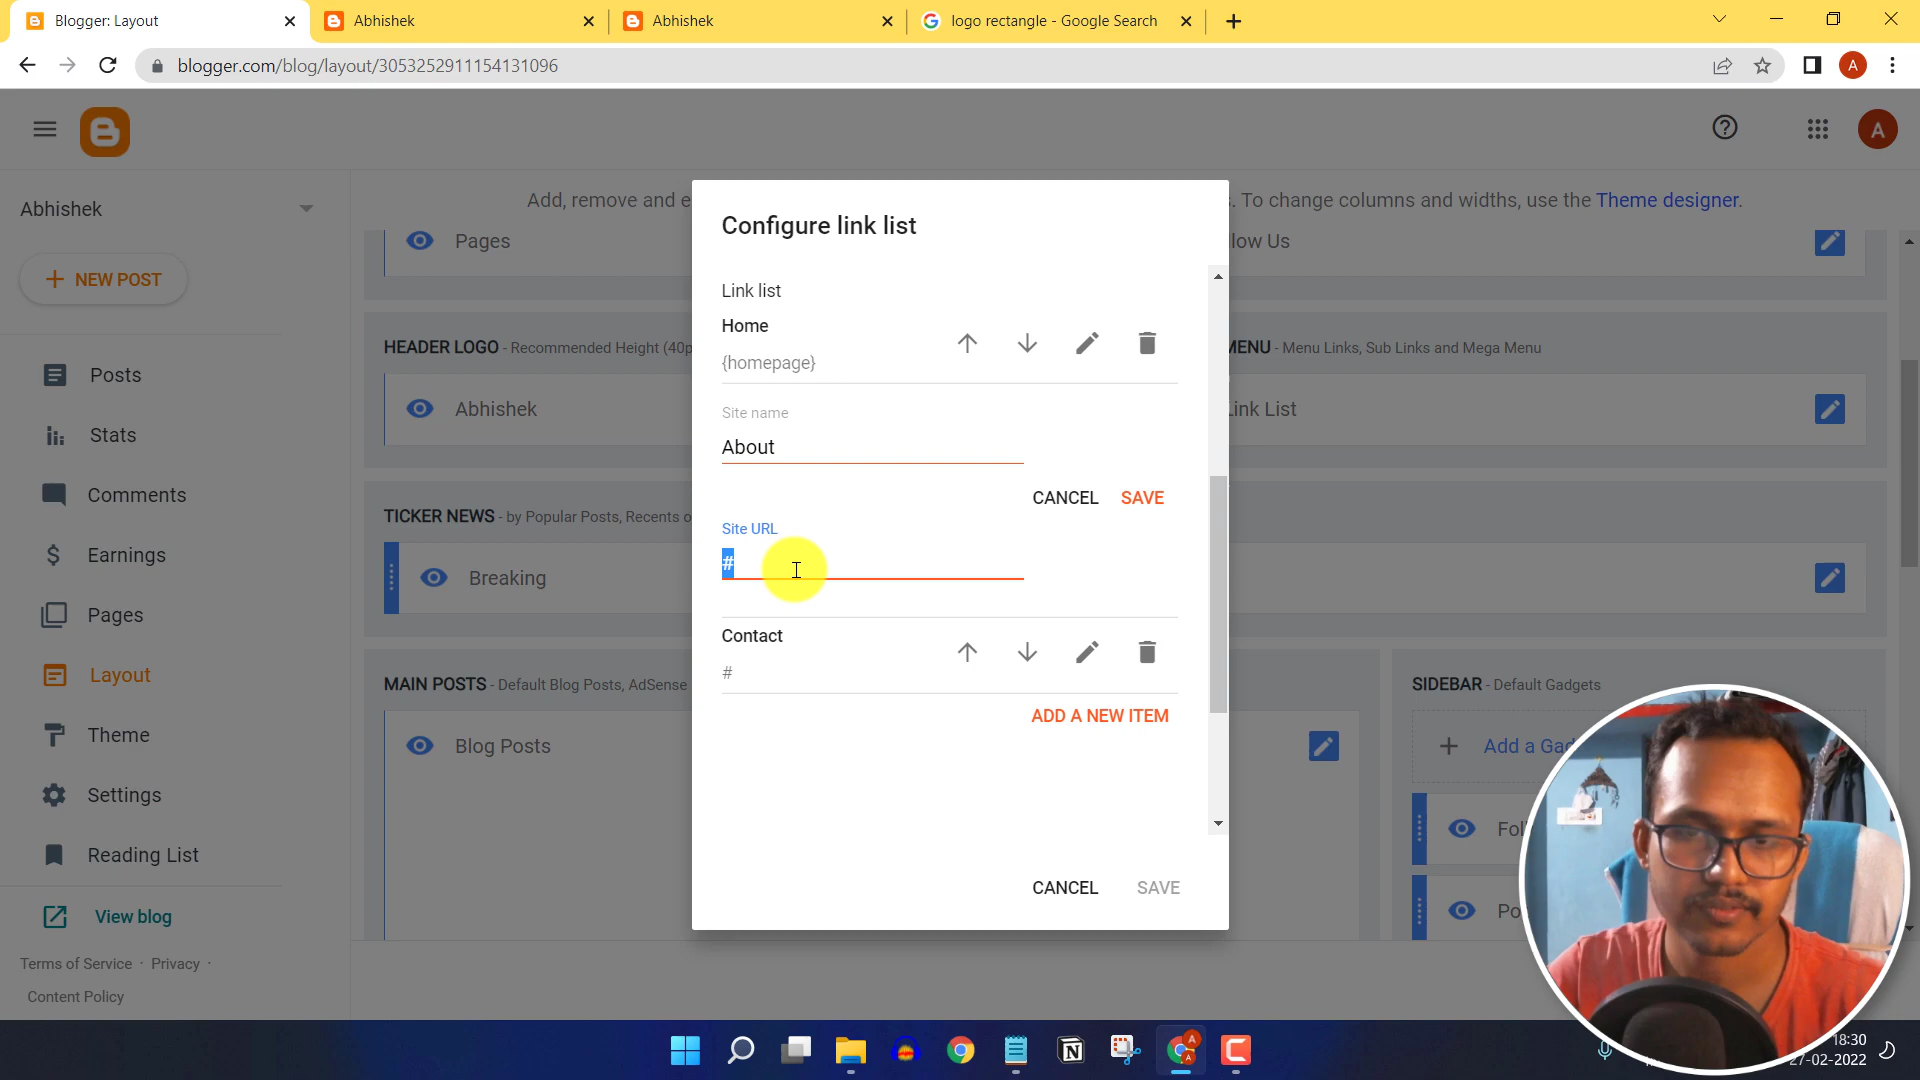 Blogger: Layout
Abhishek
Abhishek
logo rectangle - Google Search
blogger.com/blog/layout/3053252911154131096
A
A
Abhishek
NEW POST
Posts
Stats
Comments
Earnings
Pages
Layout
Theme
Settings
Reading List
View blog
Terms of Service · Privacy ·
Content Policy
Add, remove and e
. To change columns and widths, use the Theme designer.
Pages
low Us
HEADER LOGO - Recommended Height (40p
MENU - Menu Links, Sub Links and Mega Menu
Abhishek
Link List
TICKER NEWS - by Popular Posts, Recents o
Breaking
MAIN POSTS - Default Blog Posts, AdSense
Blog Posts
SIDEBAR - Default Gadgets
Add a Gad
Fol
Po
Configure link list
Link list
Home
{homepage}
Site name
About
CANCEL SAVE
Site URL
#
Contact
#
ADD A NEW ITEM
CANCEL SAVE
18:30
27-02-2022